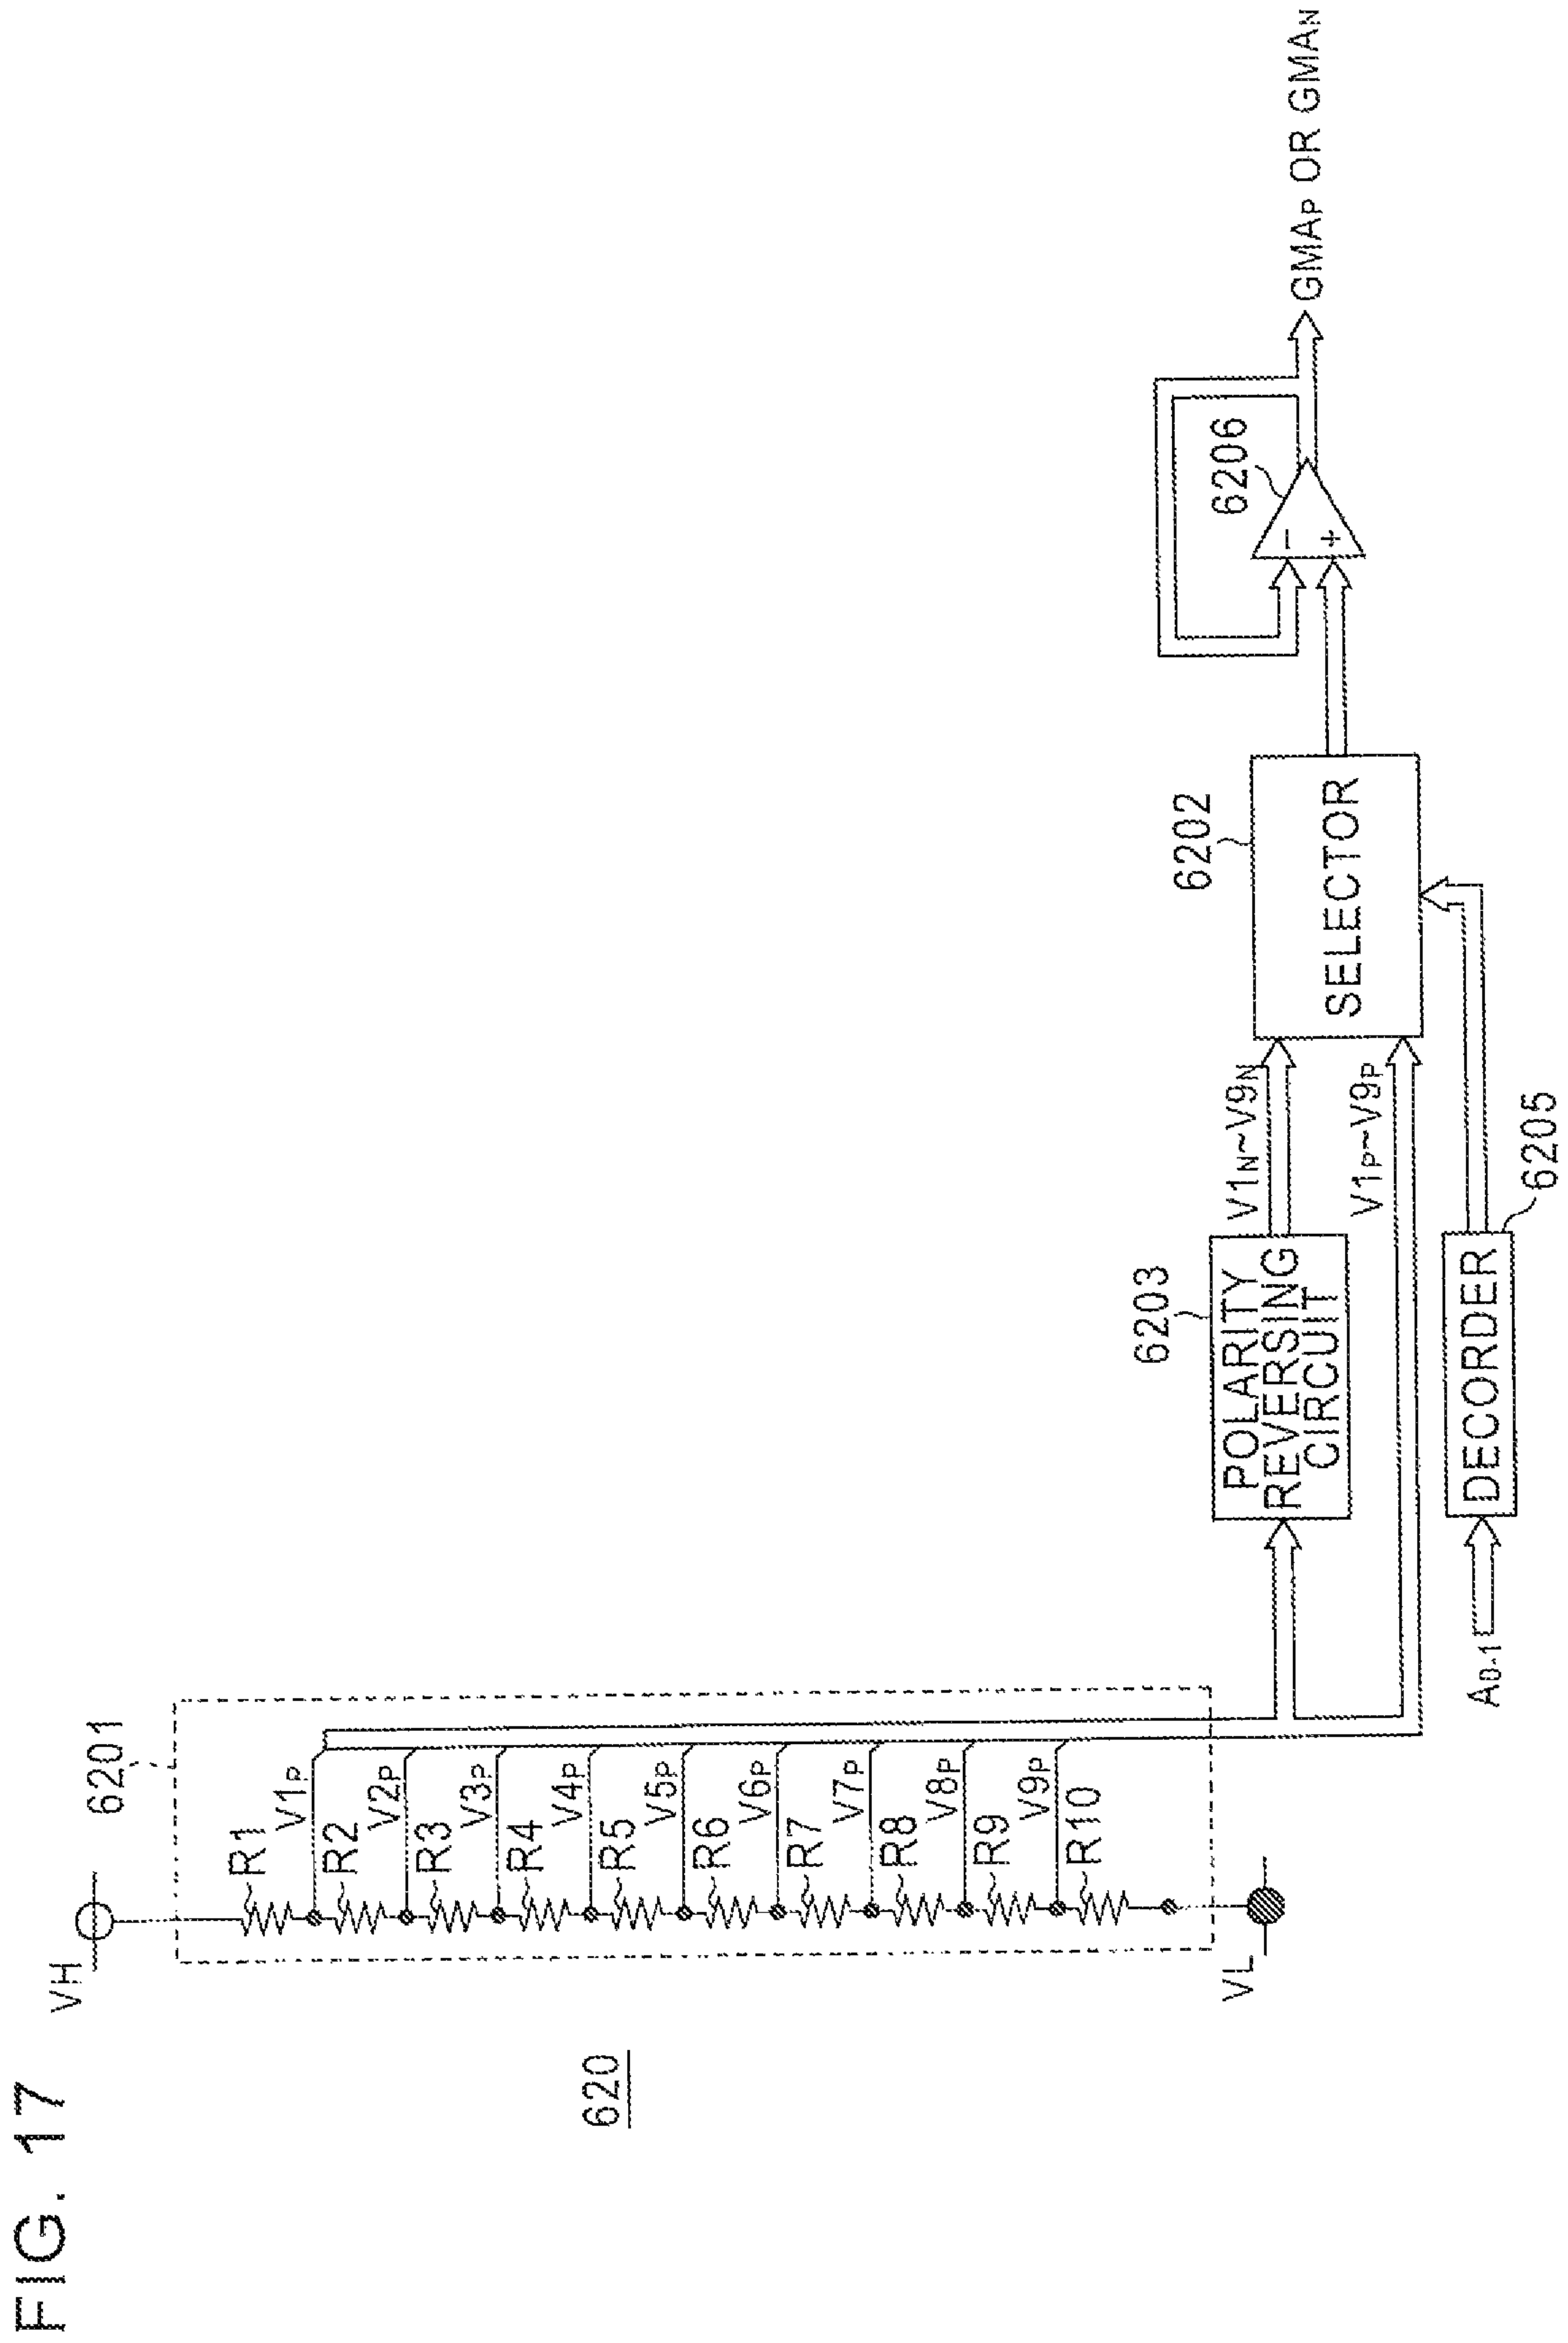 FIG. 17
620
VH
6201
R1
V1P
R2
V2P
R3
V3P
R4
V4P
R5
V5P
R6
V6P
R7
V7P
R8
V8P
R9
V9P
R10
VL
6203
POLARITY
REVERSING
CIRCUIT
V1N~V9N
V1P~V9P
A0-1
DECORDER
6205
6202
SELECTOR
6206
−
+
GMAP OR GMAN